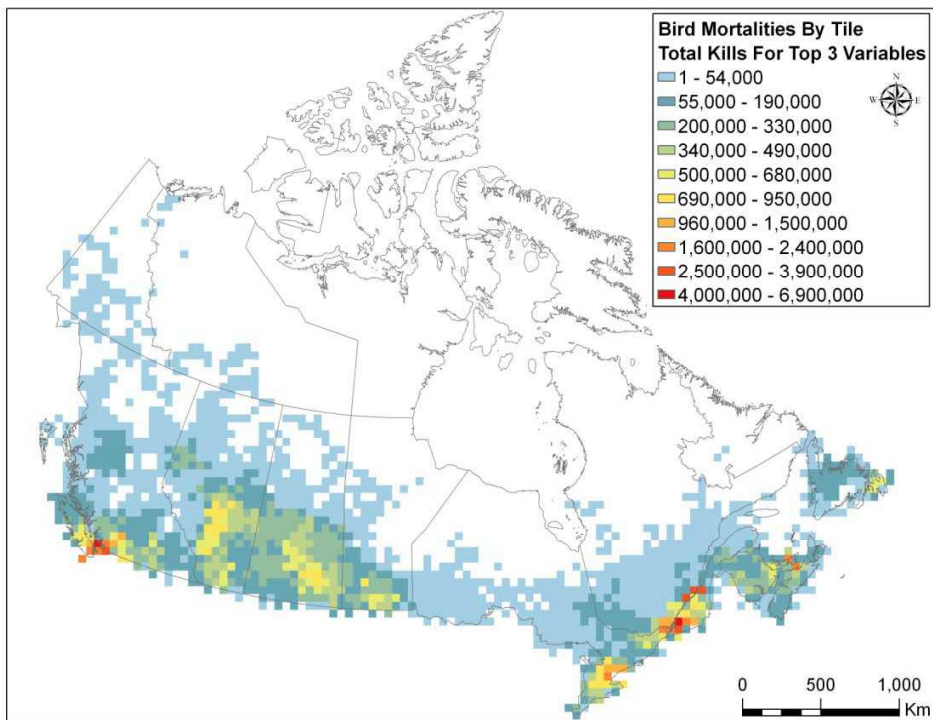 Bird Mortalities By Tile
Total Kills For Top 3 Variables
1 - 54,000
55,000 - 190,000
200,000 - 330,000
340,000 - 490,000
500,000 - 680,000
690,000 - 950,000
960,000 - 1,500,000
1,600,000 - 2,400,000
2,500,000 - 3,900,000
4,000,000 - 6,900,000
N
W E
S
0 500 1,000
Km